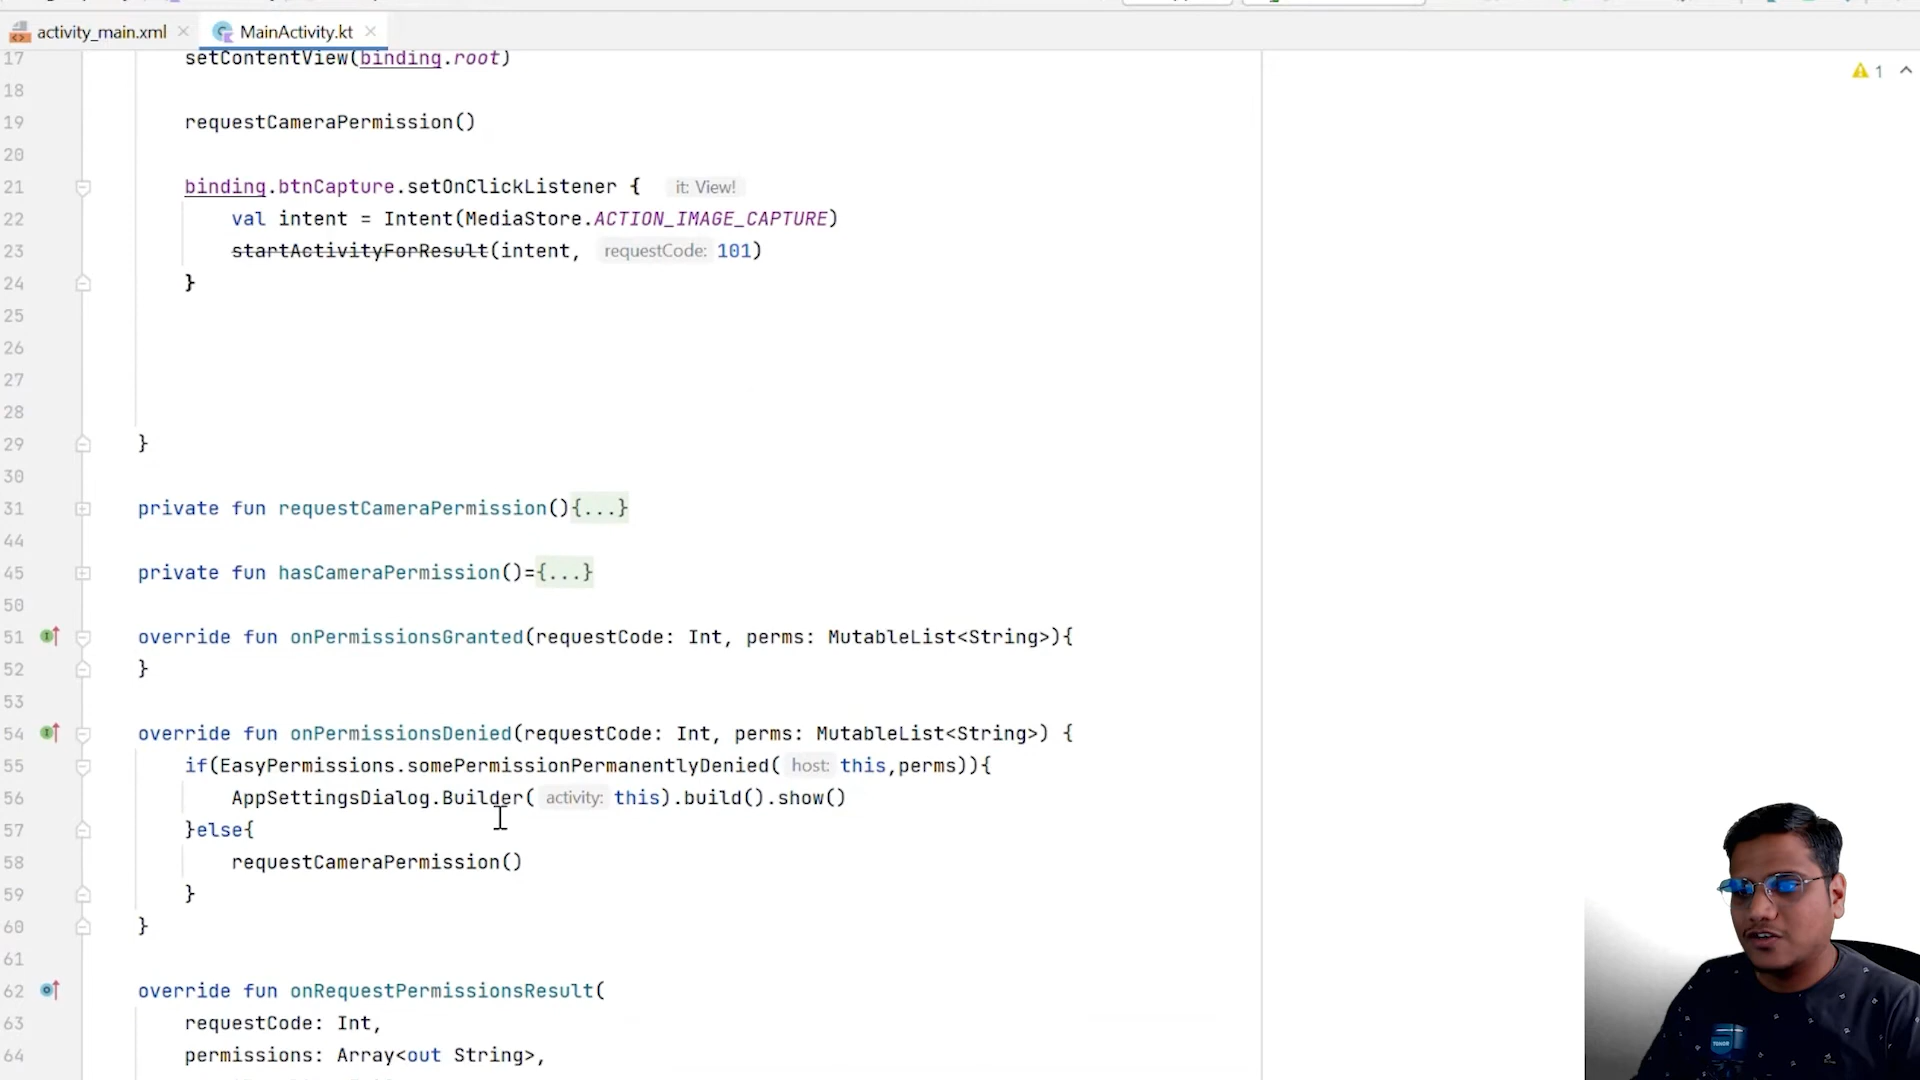 activity_main.xml MainActivity.kt
17 setContentView(binding.root)
1
18
19 requestCameraPermission()
20
21 binding.btnCapture.setOnClickListener { it: View!
22 val intent = Intent(MediaStore.ACTION_IMAGE_CAPTURE)
23 startActivityForResult(intent, requestCode: 101)
24 }
25
26
27
28
29 }
30
31 private fun requestCameraPermission(){...}
44
45 private fun hasCameraPermission()={...}
50
51 override fun onPermissionsGranted(requestCode: Int, perms: MutableList<String>){
52 }
53
54 override fun onPermissionsDenied(requestCode: Int, perms: MutableList<String>) {
55 if(EasyPermissions.somePermissionPermanentlyDenied( host: this,perms)){
56 AppSettingsDialog.Builder( activity: this).build().show()
57 }else{
58 requestCameraPermission()
59 }
60 }
61
62 override fun onRequestPermissionsResult(
63 requestCode: Int,
64 permissions: Array<out String>,